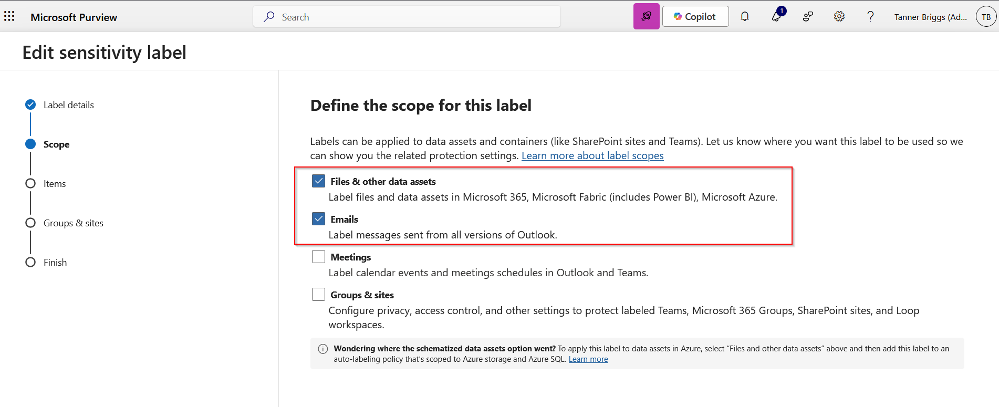 Microsoft Purview
Search
Copilot
1
?
Tanner Briggs (Ad...
TB
Edit sensitivity label
Label details
Scope
Items
Groups & sites
Finish
Define the scope for this label
Labels can be applied to data assets and containers (like SharePoint sites and Teams). Let us know where you want this label to be used so we
can show you the related protection settings. Learn more about label scopes
Files & other data assets
Label files and data assets in Microsoft 365, Microsoft Fabric (includes Power BI), Microsoft Azure.
Emails
Label messages sent from all versions of Outlook.
Meetings
Label calendar events and meetings schedules in Outlook and Teams.
Groups & sites
Configure privacy, access control, and other settings to protect labeled Teams, Microsoft 365 Groups, SharePoint sites, and Loop
workspaces.
Wondering where the schematized data assets option went? To apply this label to data assets in Azure, select “Files and other data assets” above and then add this label to an
auto-labeling policy that’s scoped to Azure storage and Azure SQL. Learn more